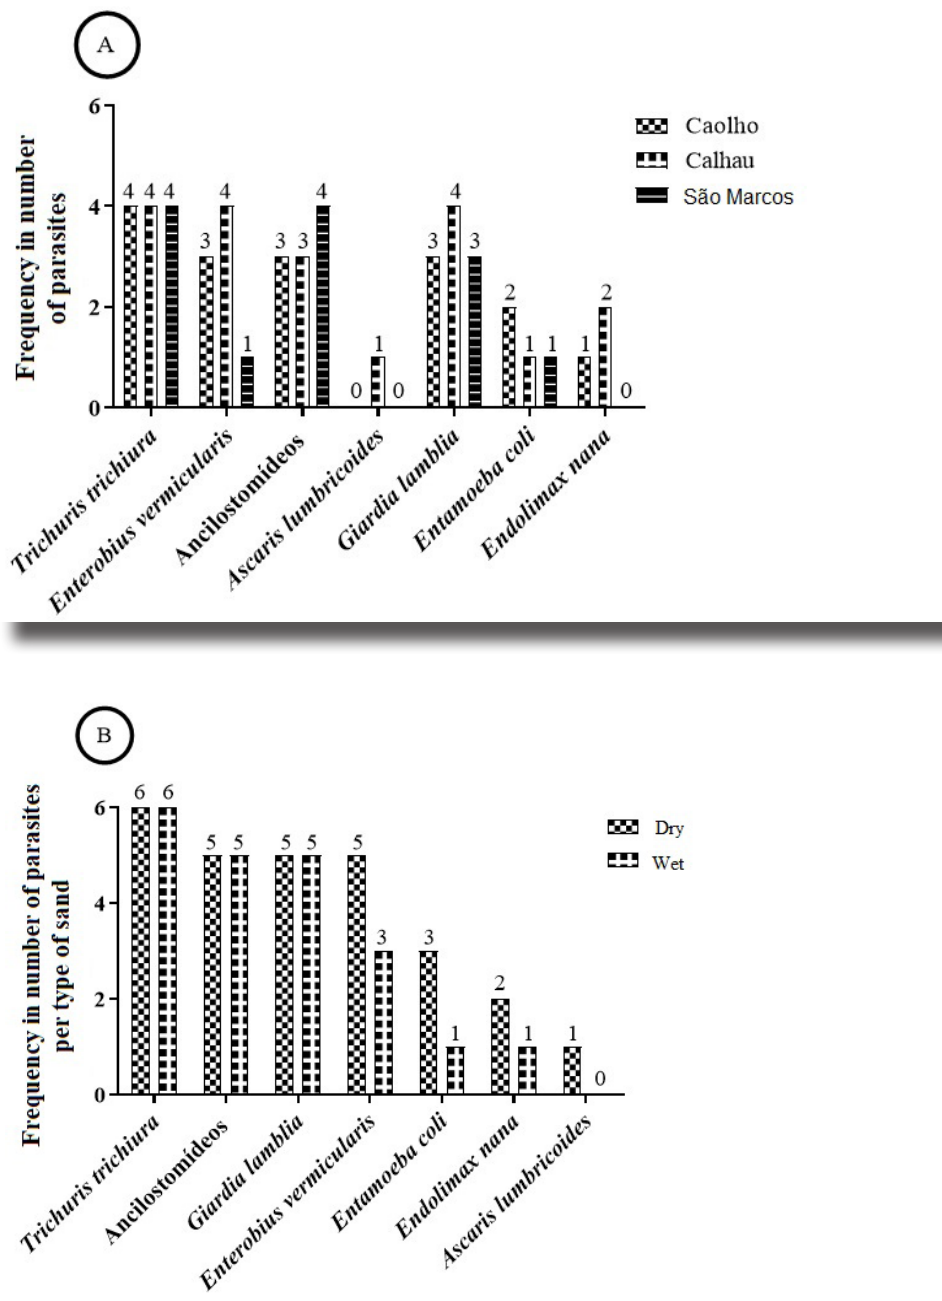 A
Frequency in number
of parasites
6
4
2
0
4 4 4
3 4 1
3 3 4
0 1 0
3 4 3
2 1 1
1 2 0
Caolho
Calhau
São Marcos
Trichuris trichiura
Enterobius vermicularis
Ancilostomídeos
Ascaris lumbricoides
Giardia lamblia
Entamoeba coli
Endolimax nana
B
Frequency in number of parasites
per type of sand
6
4
2
0
6 6
5 5
5 5
5 3
3 1
2 1
1 0
Dry
Wet
Trichuris trichiura
Ancilostomídeos
Giardia lamblia
Enterobius vermicularis
Entamoeba coli
Endolimax nana
Ascaris lumbricoides